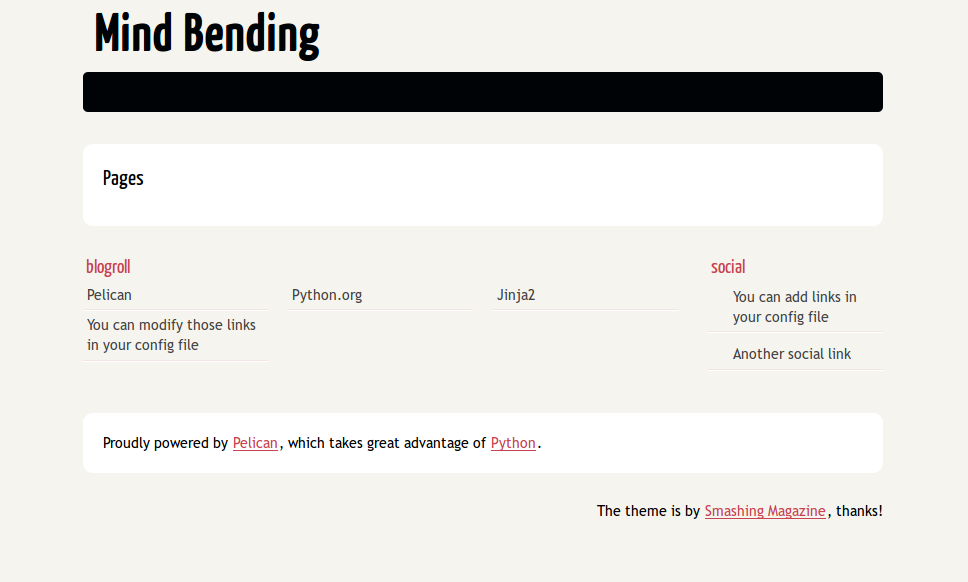 Mind Bending
Pages
blogroll
Pelican
Python.org
Jinja2
You can modify those links
in your config file
social
You can add links in
your config file
Another social link
Proudly powered by Pelican, which takes great advantage of Python.
The theme is by Smashing Magazine, thanks!